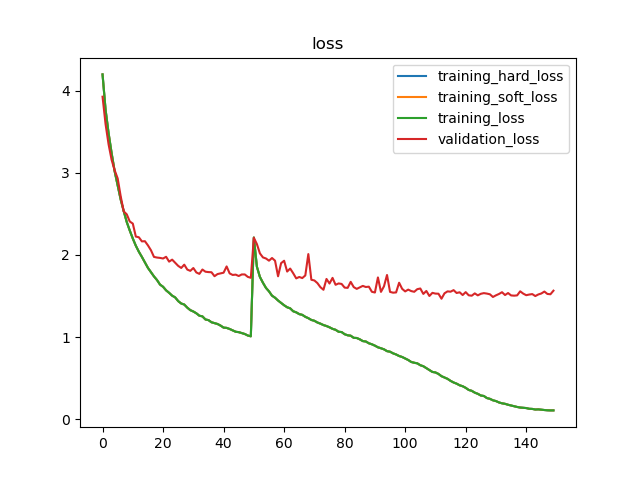 loss
training_hard_loss
training_soft_loss
training_loss
validation_loss
4
3
2
1
0
0 20 40 60 80 100 120 140